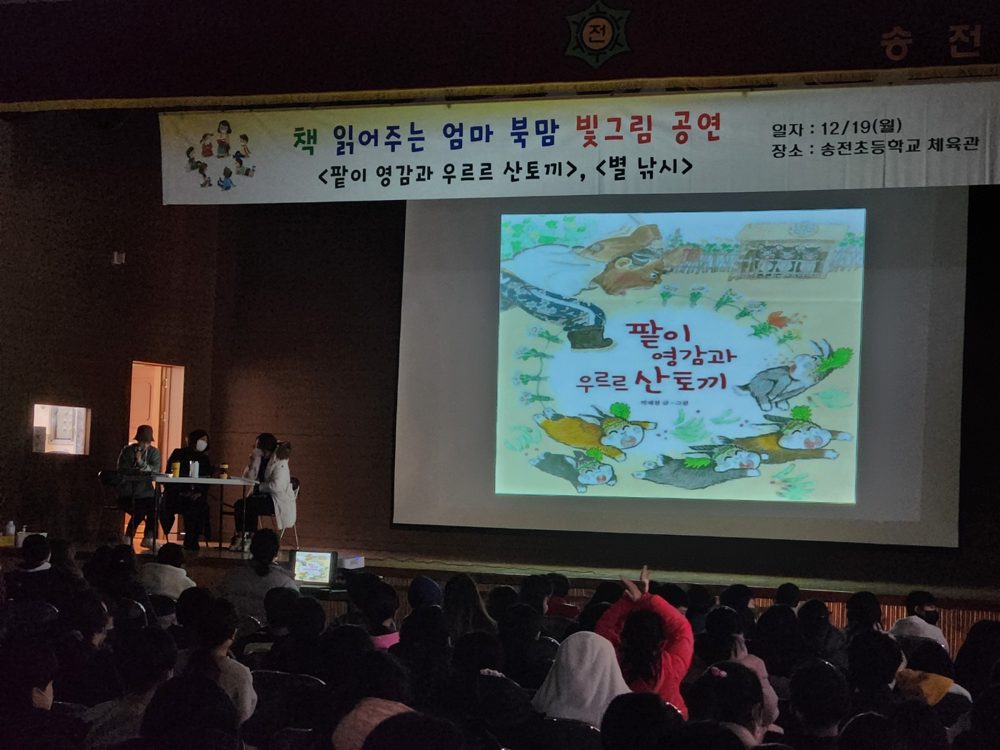 전
송 전
책 읽어주는 엄마 북맘 빛그림 공연
<팥이 영감과 우르르 산토끼>, <별 낚시>
일자 : 12/19(월)
장소 : 송전초등학교 체육관
팥이
영감과
우르르 산토끼